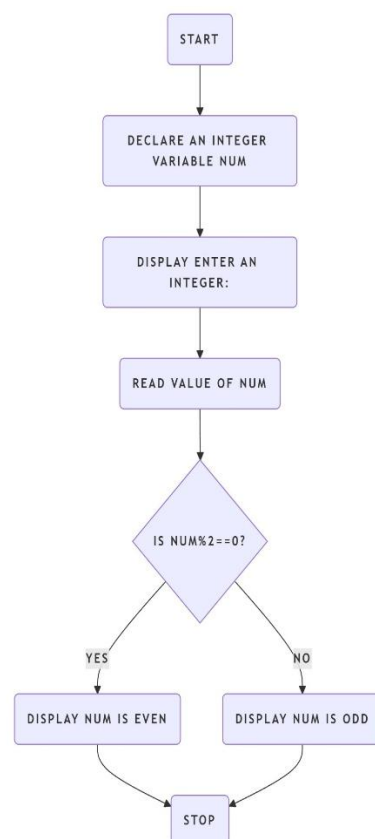 START
DECLARE AN INTEGER
VARIABLE NUM
DISPLAY ENTER AN
INTEGER:
READ VALUE OF NUM
IS NUM%2==0?
YES
NO
DISPLAY NUM IS EVEN
DISPLAY NUM IS ODD
STOP